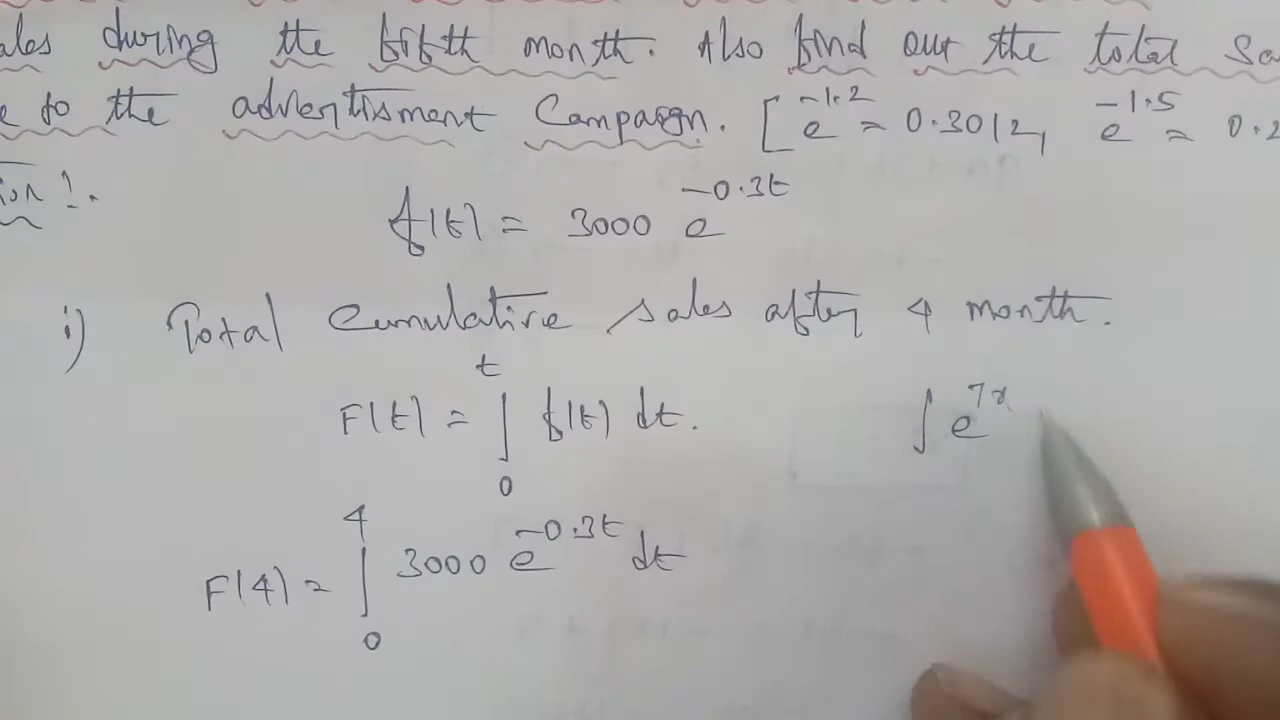 ales during the fifth month. Also find out the total Sa
e to the advertisment Campaign. [e^-1.2 = 0.3012, e^-1.5 = 0.2
ion :.
f(t) = 3000 e^-0.3t
i) Total Cumulative sales after 4 month.
F(t) = ∫_0^t f(t) dt.
∫ e^7x
F(4) = ∫_0^4 3000 e^-0.3t dt